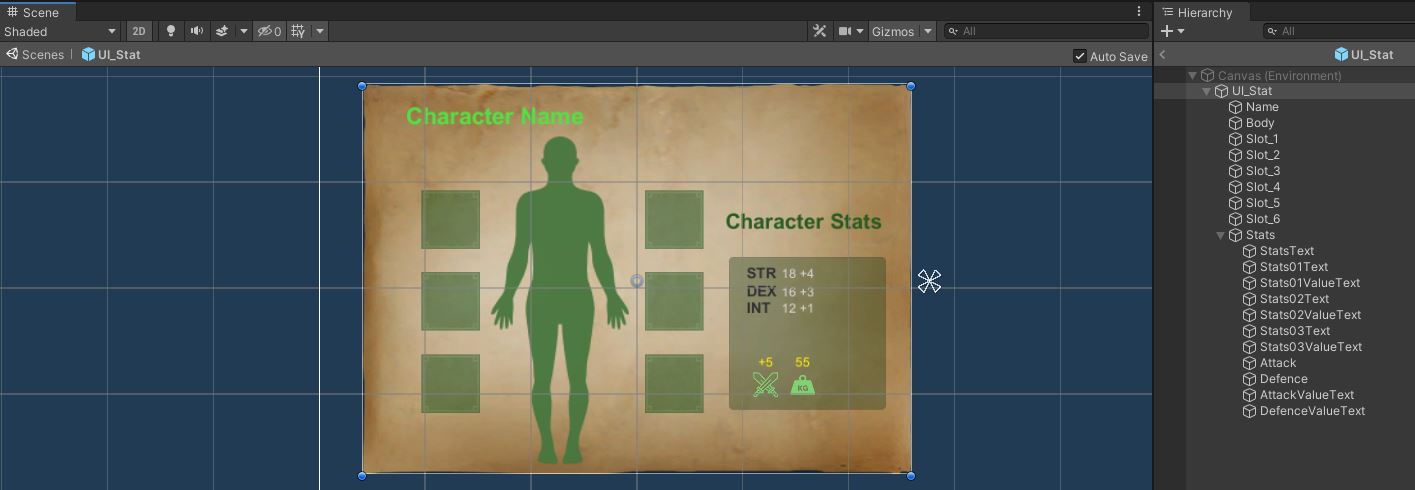 Scene
Shaded
2D
0
Gizmos
All
Scenes
UI_Stat
Auto Save
Character Name
Character Stats
STR 18 +4
DEX 16 +3
INT 12 +1
+5 55
KG
Hierarchy
All
UI_Stat
Canvas (Environment)
UI_Stat
Name
Body
Slot_1
Slot_2
Slot_3
Slot_4
Slot_5
Slot_6
Stats
StatsText
Stats01Text
Stats01ValueText
Stats02Text
Stats02ValueText
Stats03Text
Stats03ValueText
Attack
Defence
AttackValueText
DefenceValueText